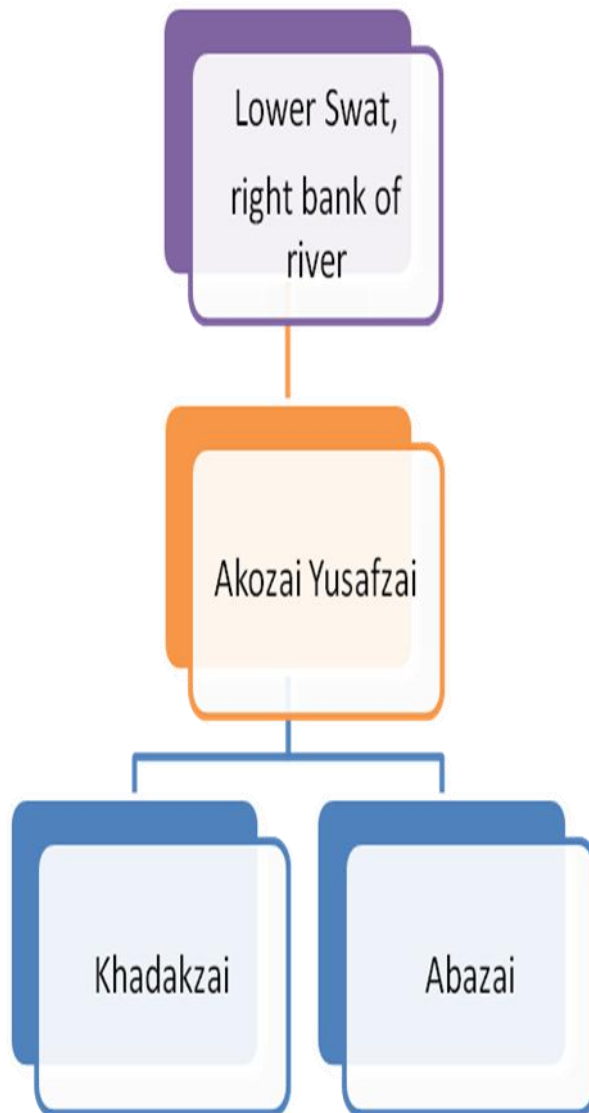 Lower Swat,
right bank of
river
Akozai Yusafzai
Khadakzai
Abazai